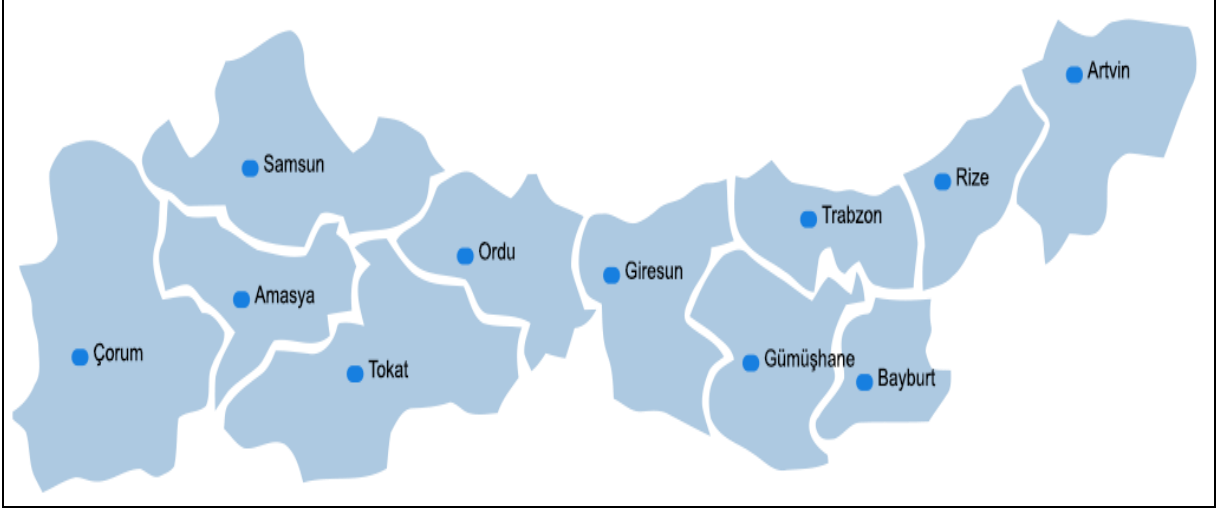 Artvin
Samsun
Rize
Trabzon
Ordu
Giresun
Amasya
Çorum
Gümüşhane
Tokat
Bayburt